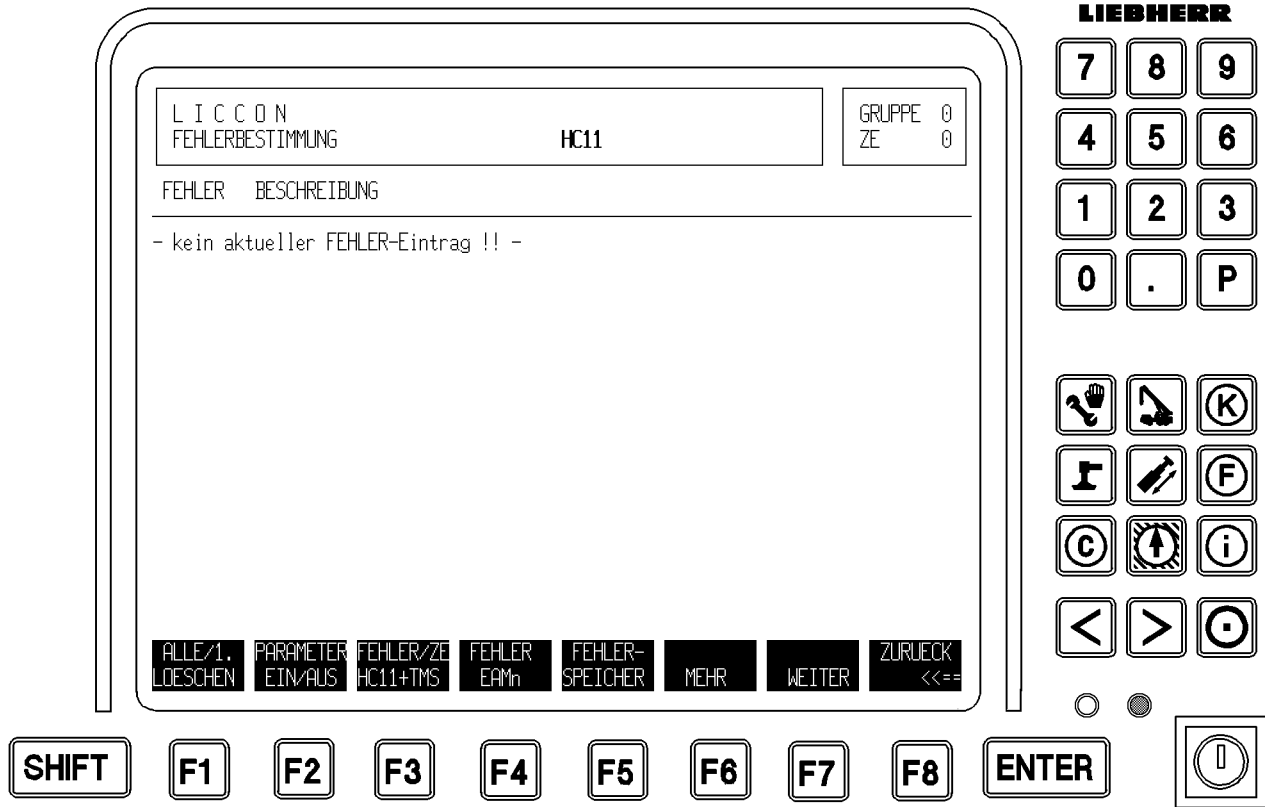 LIEBHERR
L I C C O N
FEHLERBESTIMMUNG HC11
GRUPPE 0
ZE 0
FEHLER BESCHREIBUNG
- kein aktueller FEHLER-Eintrag !! -
ALLE/1. LOESCHEN
PARAMETER EIN/AUS
FEHLER/ZE HC11+TMS
FEHLER EAMn
FEHLER- SPEICHER
MEHR
WEITER
ZURUECK <<==
7 8 9
4 5 6
1 2 3
0 . P
K
F
C i
< >
SHIFT F1 F2 F3 F4 F5 F6 F7 F8 ENTER